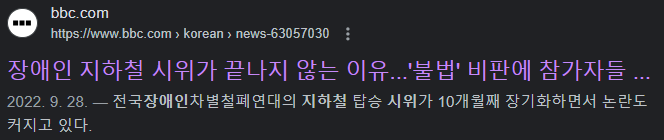 bbc.com
https://www.bbc.com › korean › news-63057030
장애인 지하철 시위가 끝나지 않는 이유...'불법' 비판에 참가자들 ...
2022. 9. 28. — 전국장애인차별철폐연대의 지하철 탑승 시위가 10개월째 장기화하면서 논란도
커지고 있다.